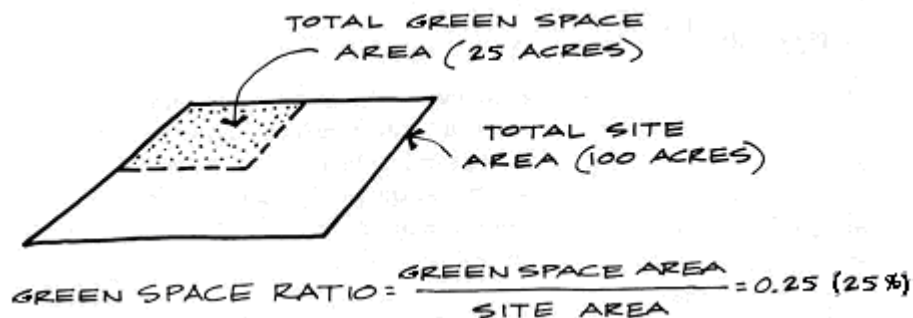 TOTAL GREEN SPACE
AREA (25 ACRES)
TOTAL SITE
AREA (100 ACRES)
GREEN SPACE RATIO = GREEN SPACE AREA / SITE AREA = 0.25 (25%)